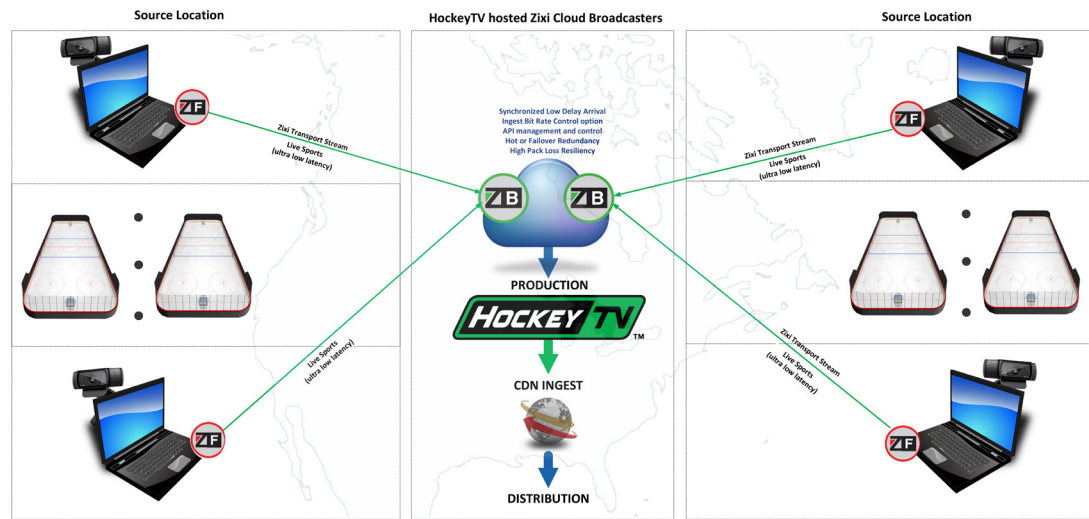 Source Location
HockeyTV hosted Zixi Cloud Broadcasters
Source Location
ZF
Zixi Transport Stream
Live Sports
(ultra low latency)
Synchronized Low Delay Arrival
Ingest Bit Rate Control option
API management and control
Hot or Failover Redundancy
High Pack Loss Resiliency
ZB
ZB
ZF
Zixi Transport Stream
Live Sports
(ultra low latency)
PRODUCTION
HOCKEYTV™
CDN INGEST
DISTRIBUTION
ZF
Live Sports
(ultra low latency)
ZF
Zixi Transport Stream
Live Sports
(ultra low latency)